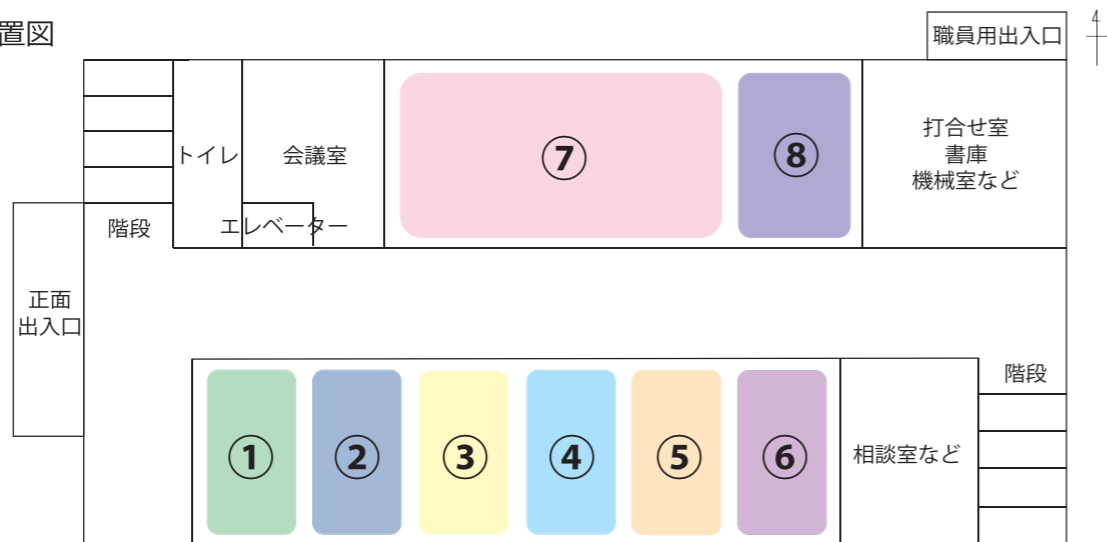 置図
職員用出入口
4
トイレ
会議室
⑦
⑧
打合せ室
書庫
機械室など
階段
エレベーター
正面
出入口
階段
①
②
③
④
⑤
⑥
相談室など